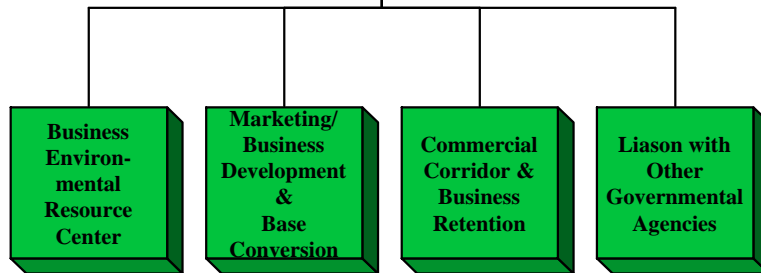 Business
Environ-
mental
Resource
Center
Marketing/
Business
Development
&
Base
Conversion
Commercial
Corridor &
Business
Retention
Liason with
Other
Governmental
Agencies